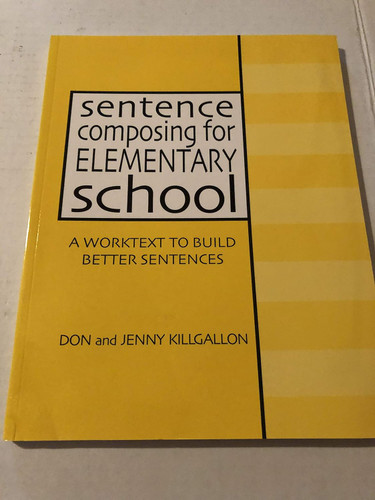 sentence
composing for
ELEMENTARY
school
A WORKTEXT TO BUILD
BETTER SENTENCES
DON and JENNY KILLGALLON